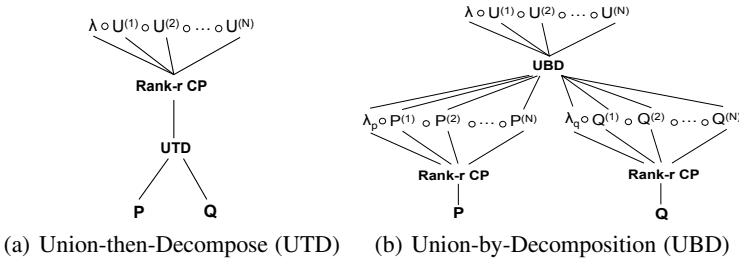 λ ∘ U(1) ∘ U(2) ∘ ⋯ ∘ U(N)
Rank-r CP
UTD
P Q
(a) Union-then-Decompose (UTD)
λ ∘ U(1) ∘ U(2) ∘ ⋯ ∘ U(N)
UBD
λp ∘ P(1) ∘ P(2) ∘ ⋯ ∘ P(N)
λq ∘ Q(1) ∘ Q(2) ∘ ⋯ ∘ Q(N)
Rank-r CP
Rank-r CP
P
Q
(b) Union-by-Decomposition (UBD)